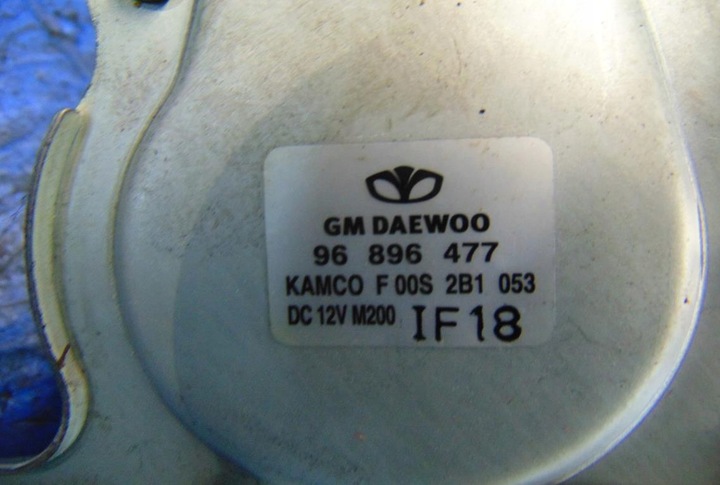 GM DAEWOO
96 896 477
KAMCO F 00S 2B1 053
DC 12V M200 IF18